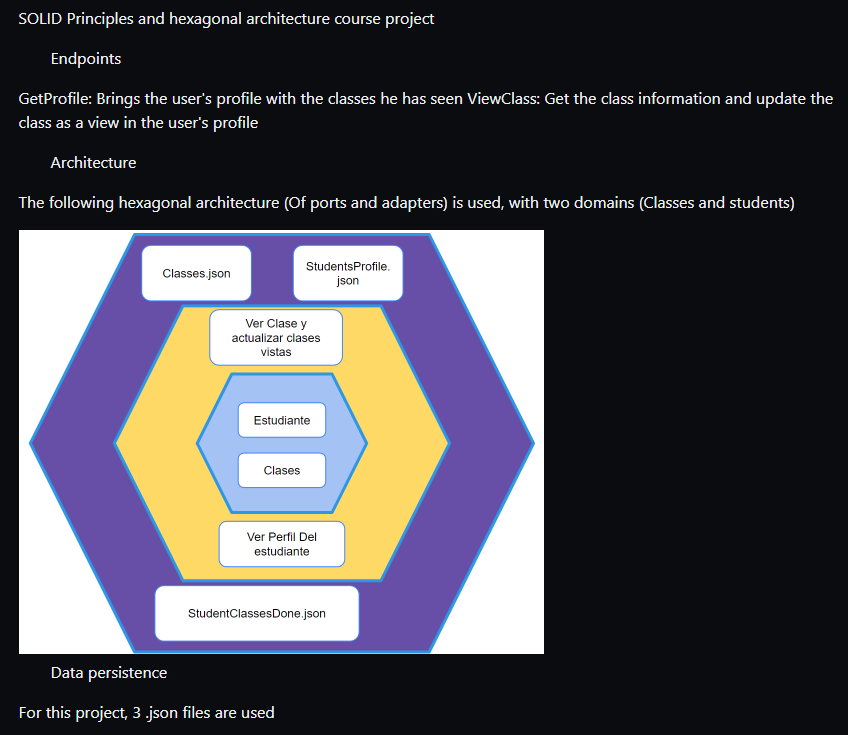 SOLID Principles and hexagonal architecture course project
Endpoints
GetProfile: Brings the user's profile with the classes he has seen ViewClass: Get the class information and update the
class as a view in the user's profile
Architecture
The following hexagonal architecture (Of ports and adapters) is used, with two domains (Classes and students)
Classes.json
StudentsProfile.
json
Ver Clase y
actualizar clases
vistas
Estudiante
Clases
Ver Perfil Del
estudiante
StudentClassesDone.json
Data persistence
For this project, 3 .json files are used